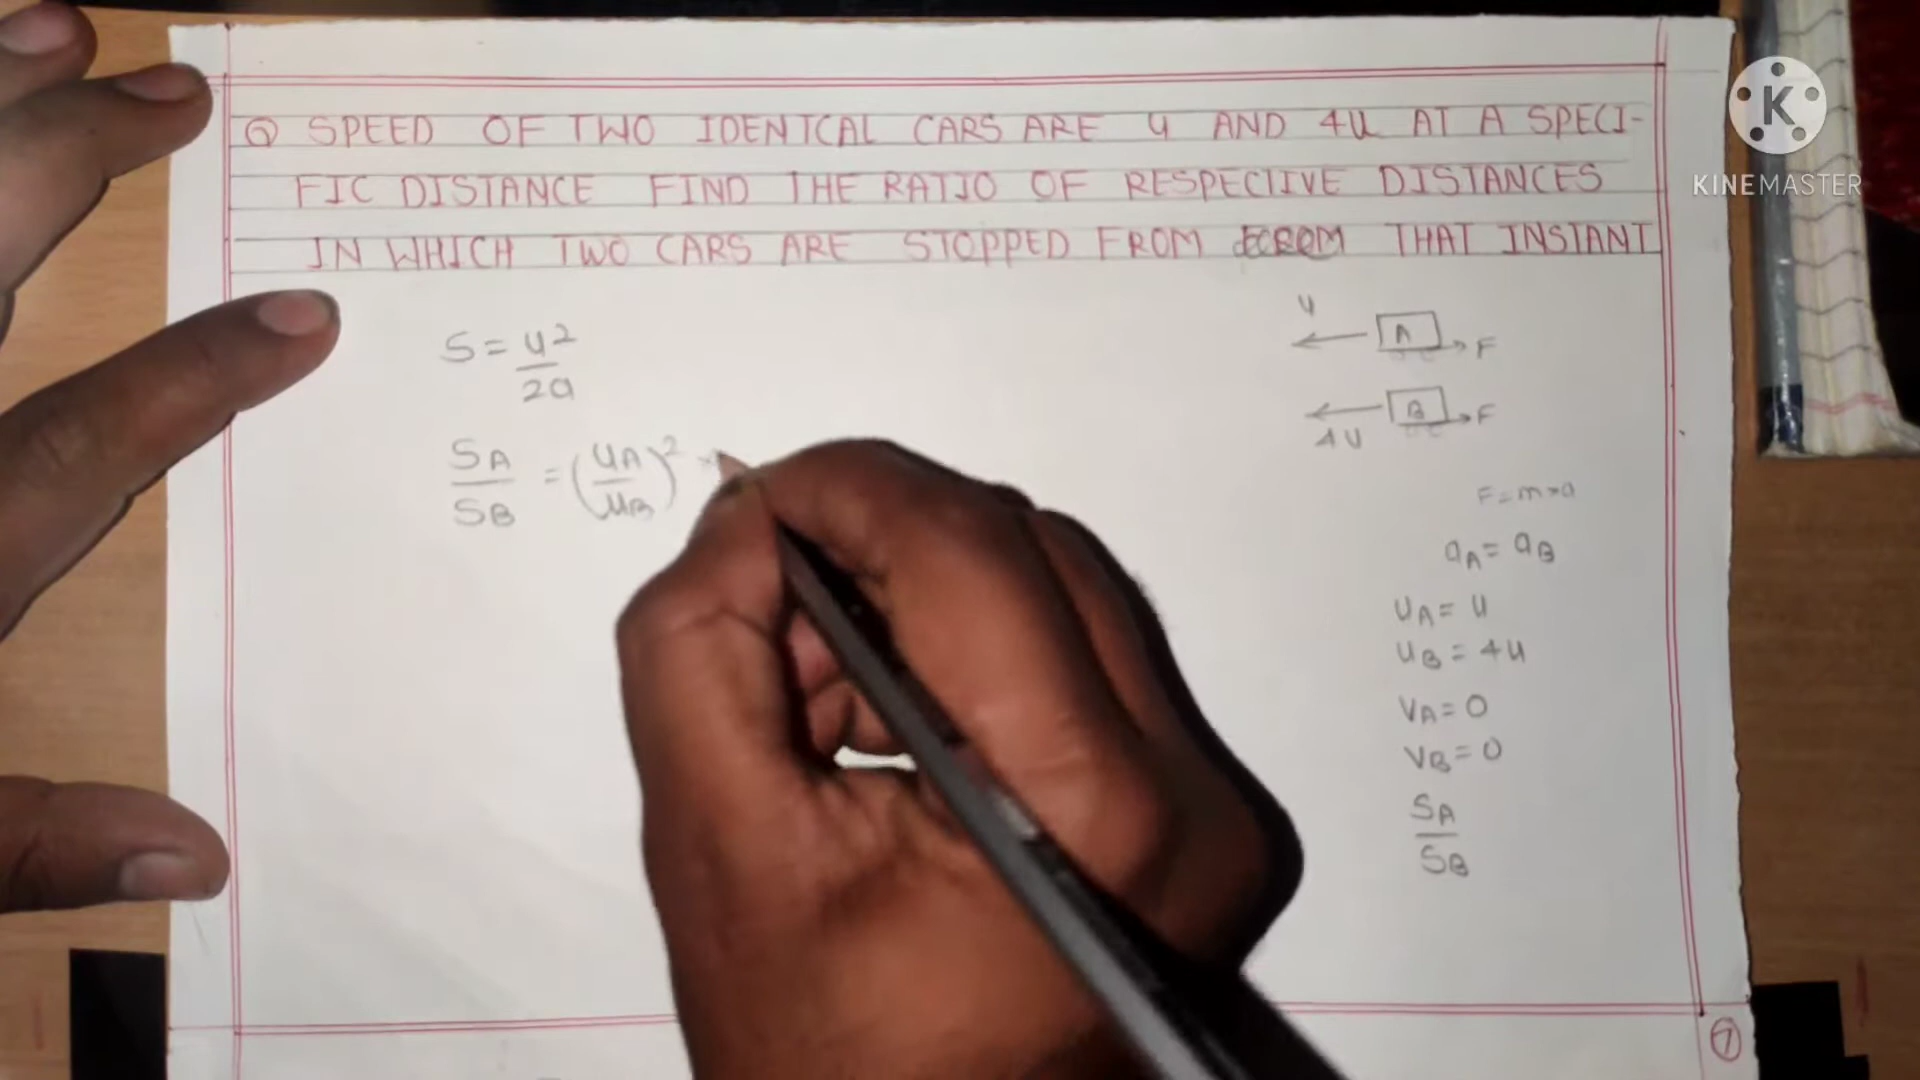 Q SPEED OF TWO IDENTCAL CARS ARE U AND 4U AT A SPECI-
FIC DISTANCE FIND THE RATIO OF RESPECTIVE DISTANCES
IN WHICH TWO CARS ARE STOPPED FROM THAT INSTANT
K
KINEMASTER
S = u²/2a
SA/SB = (uA/uB)²
u
A
F
B
F
4U
F = m×a
aA = aB
uA = u
uB = 4u
VA = 0
VB = 0
SA/SB
7